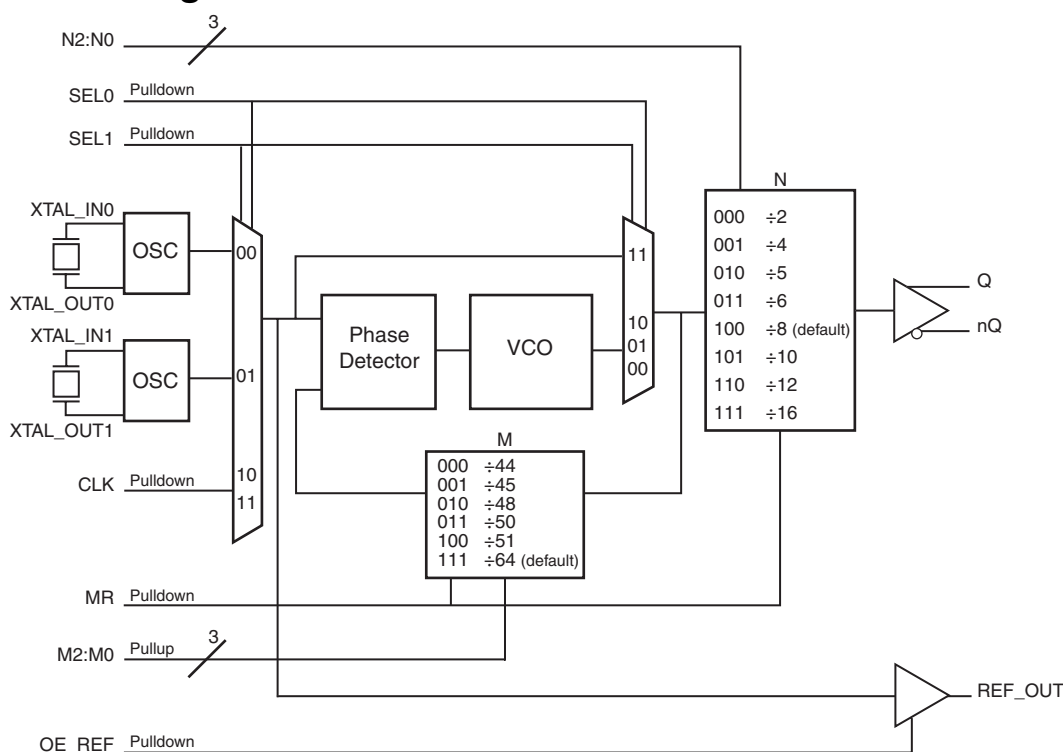 3
N2:N0
SEL0 Pulldown
SEL1 Pulldown
N
XTAL_IN0
OSC
XTAL_OUT0
00
XTAL_IN1
OSC
XTAL_OUT1
01
CLK Pulldown
10
11
Phase
Detector
VCO
11
10
01
00
000 ÷2
001 ÷4
010 ÷5
011 ÷6
100 ÷8 (default)
101 ÷10
110 ÷12
111 ÷16
Q
nQ
M
000 ÷44
001 ÷45
010 ÷48
011 ÷50
100 ÷51
111 ÷64 (default)
MR Pulldown
3
M2:M0 Pullup
REF_OUT
OE_REF Pulldown